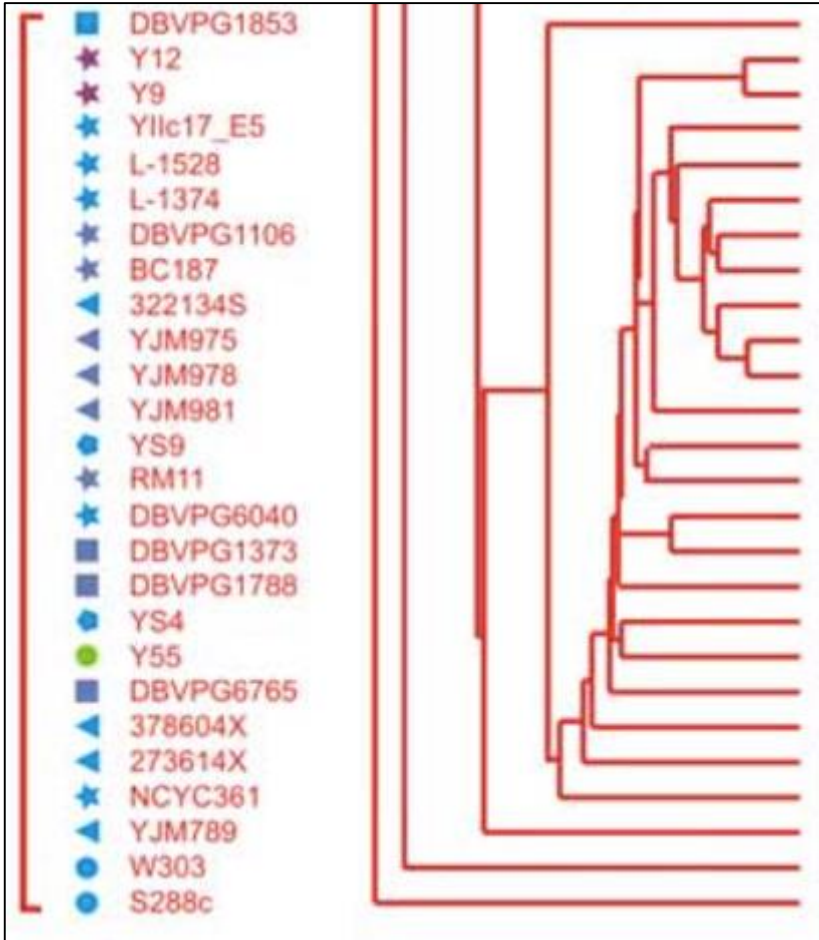 DBVPG1853
Y12
Y9
YIIc17_E5
L-1528
L-1374
DBVPG1106
BC187
322134S
YJM975
YJM978
YJM981
YS9
RM11
DBVPG6040
DBVPG1373
DBVPG1788
YS4
Y55
DBVPG6765
378604X
273614X
NCYC361
YJM789
W303
S288c